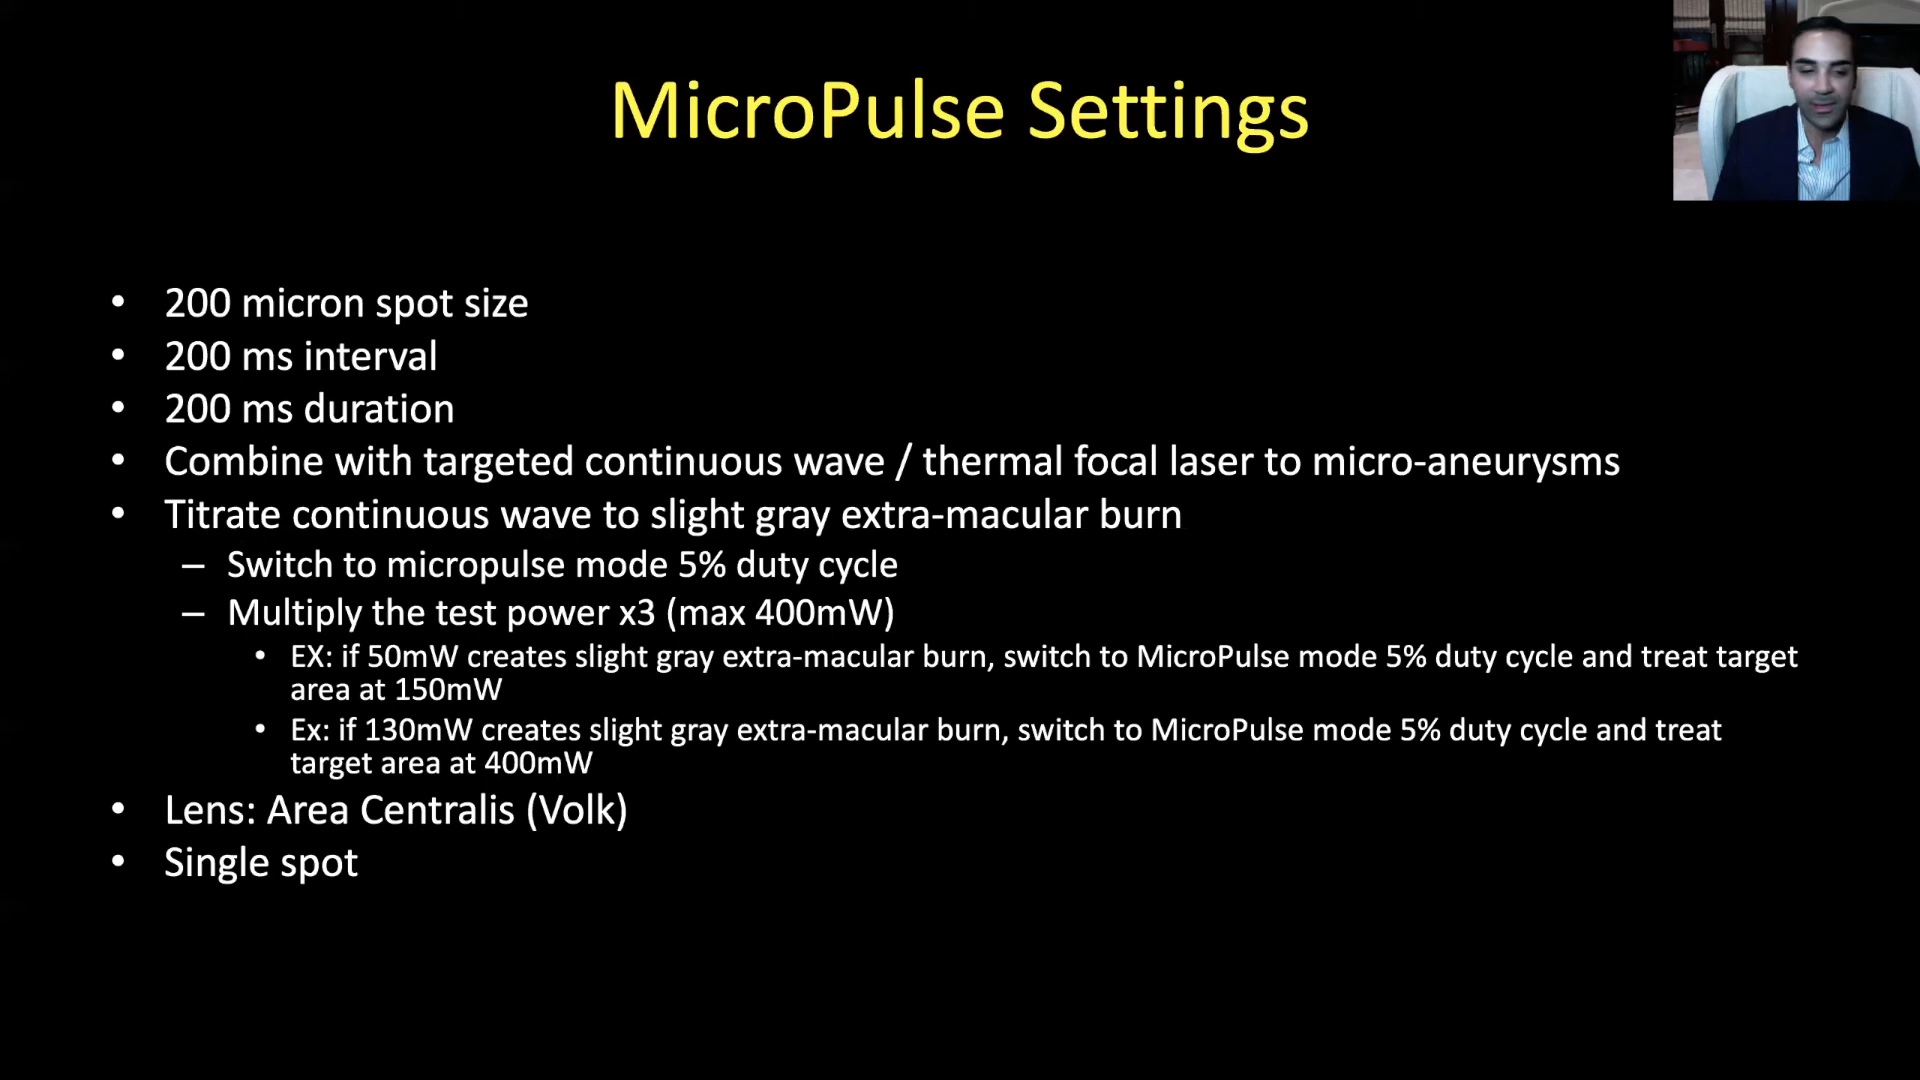 MicroPulse Settings
• 200 micron spot size
• 200 ms interval
• 200 ms duration
• Combine with targeted continuous wave / thermal focal laser to micro-aneurysms
• Titrate continuous wave to slight gray extra-macular burn
– Switch to micropulse mode 5% duty cycle
– Multiply the test power x3 (max 400mW)
• EX: if 50mW creates slight gray extra-macular burn, switch to MicroPulse mode 5% duty cycle and treat target
area at 150mW
• Ex: if 130mW creates slight gray extra-macular burn, switch to MicroPulse mode 5% duty cycle and treat
target area at 400mW
• Lens: Area Centralis (Volk)
• Single spot